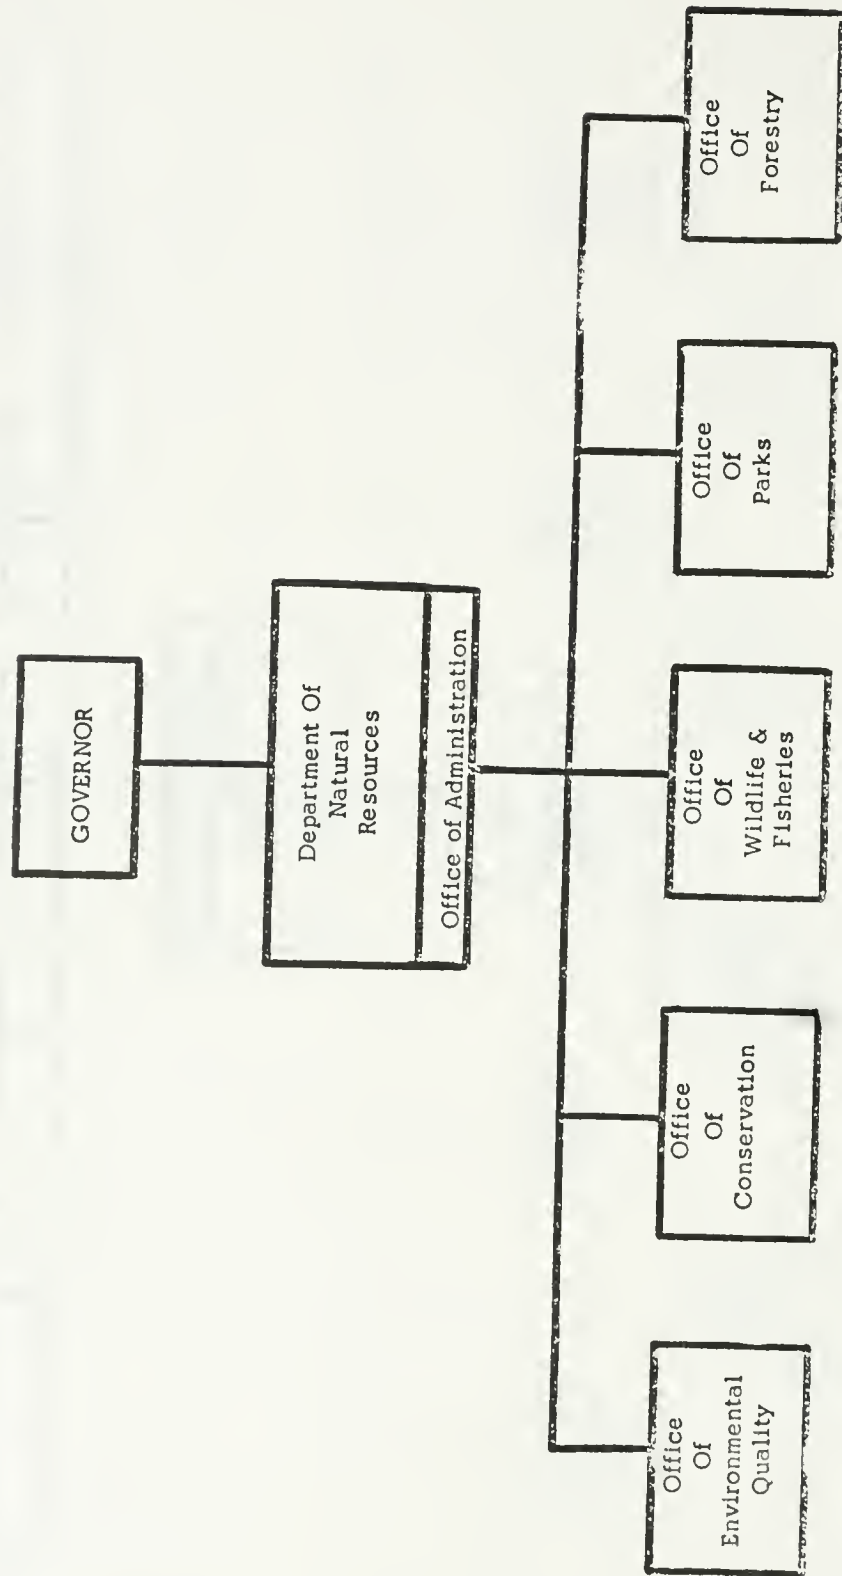 GOVERNOR
Department Of
Natural
Resources
Office of Administration
Office
Of
Environmental
Quality
Office
Of
Conservation
Office
Of
Wildlife &
Fisheries
Office
Of
Parks
Office
Of
Forestry